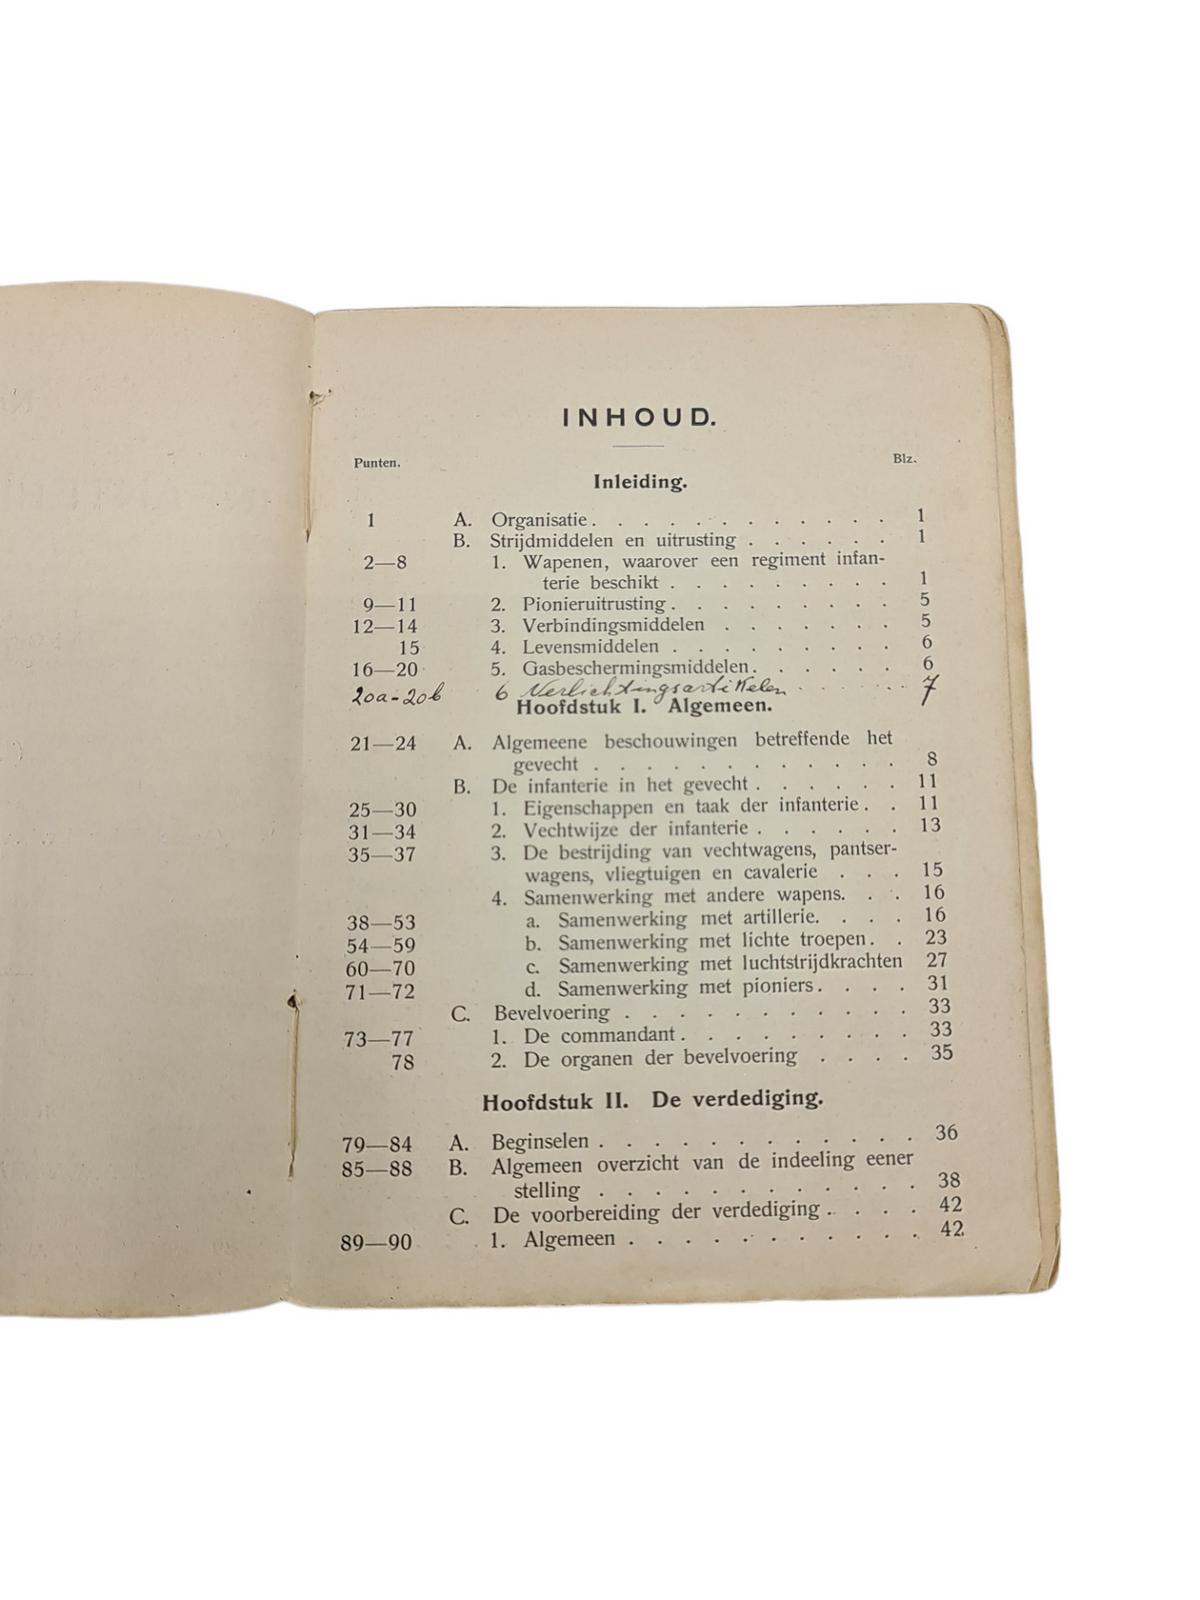 INHOUD.
Punten. Blz.
Inleiding.
1 A. Organisatie . . . . . . . . . . . . 1
B. Strijdmiddelen en uitrusting . . . . . . 1
2—8 1. Wapenen, waarover een regiment infan-
terie beschikt . . . . . . . . . 1
9—11 2. Pionieruitrusting . . . . . . . . . 5
12—14 3. Verbindingsmiddelen . . . . . . . 5
15 4. Levensmiddelen . . . . . . . . . 6
16—20 5. Gasbeschermingsmiddelen . . . . . . 6
20a-20b 6 Verlichtingsartikelen . . . . . . . 7
Hoofdstuk I. Algemeen.
21—24 A. Algemeene beschouwingen betreffende het
gevecht . . . . . . . . . . . . 8
B. De infanterie in het gevecht . . . . . . 11
25—30 1. Eigenschappen en taak der infanterie . . 11
31—34 2. Vechtwijze der infanterie . . . . . . 13
35—37 3. De bestrijding van vechtwagens, pantser-
wagens, vliegtuigen en cavalerie . . . 15
4. Samenwerking met andere wapens. . . 16
38—53 a. Samenwerking met artillerie. . . . 16
54—59 b. Samenwerking met lichte troepen . . 23
60—70 c. Samenwerking met luchtstrijdkrachten 27
71—72 d. Samenwerking met pioniers . . . . 31
C. Bevelvoering . . . . . . . . . . . 33
73—77 1. De commandant . . . . . . . . . 33
78 2. De organen der bevelvoering . . . . 35
Hoofdstuk II. De verdediging.
79—84 A. Beginselen . . . . . . . . . . . . 36
85—88 B. Algemeen overzicht van de indeeling eener
stelling . . . . . . . . . . . . 38
C. De voorbereiding der verdediging . . . . 42
89—90 1. Algemeen . . . . . . . . . . . 42